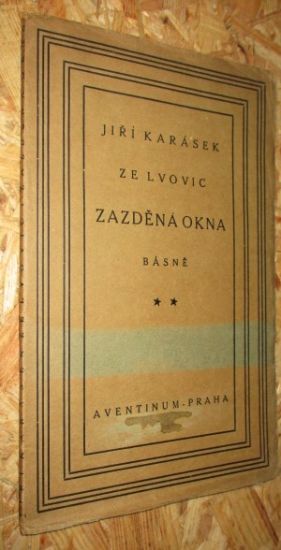 JIŘÍ KARÁSEK
ZE LVOVIC
ZAZDĚNÁ OKNA
BÁSNĚ
★ ★
AVENTINUM-PRAHA